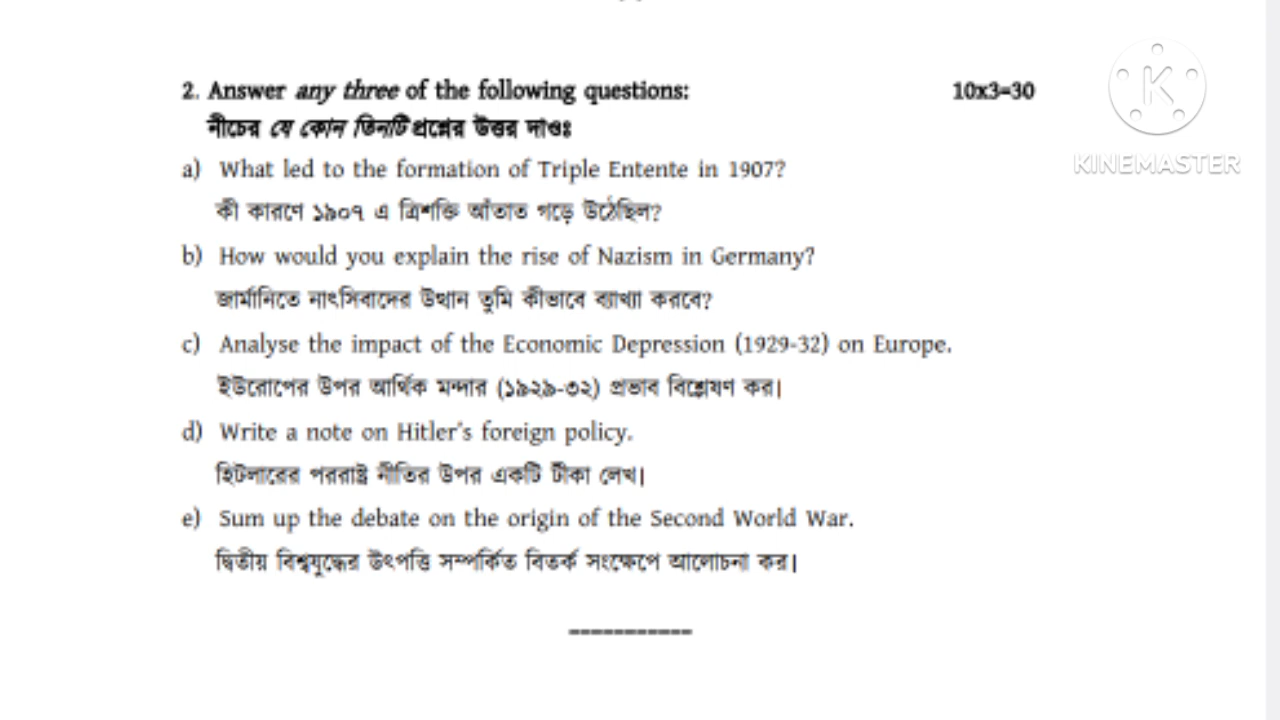 2. Answer any three of the following questions: 10x3=30
নীচের যে কোন তিনটি প্রশ্নের উত্তর দাওঃ
a) What led to the formation of Triple Entente in 1907?
কী কারণে ১৯০৭ এ ত্রিশক্তি আঁতাত গড়ে উঠেছিল?
b) How would you explain the rise of Nazism in Germany?
জার্মানিতে নাৎসিবাদের উত্থান তুমি কীভাবে ব্যাখ্যা করবে?
c) Analyse the impact of the Economic Depression (1929-32) on Europe.
ইউরোপের উপর আর্থিক মন্দার (১৯২৯-৩২) প্রভাব বিশ্লেষণ কর।
d) Write a note on Hitler's foreign policy.
হিটলারের পররাষ্ট্র নীতির উপর একটি টীকা লেখ।
e) Sum up the debate on the origin of the Second World War.
দ্বিতীয় বিশ্বযুদ্ধের উৎপত্তি সম্পর্কিত বিতর্ক সংক্ষেপে আলোচনা কর।
-----------
K
KINEMASTER